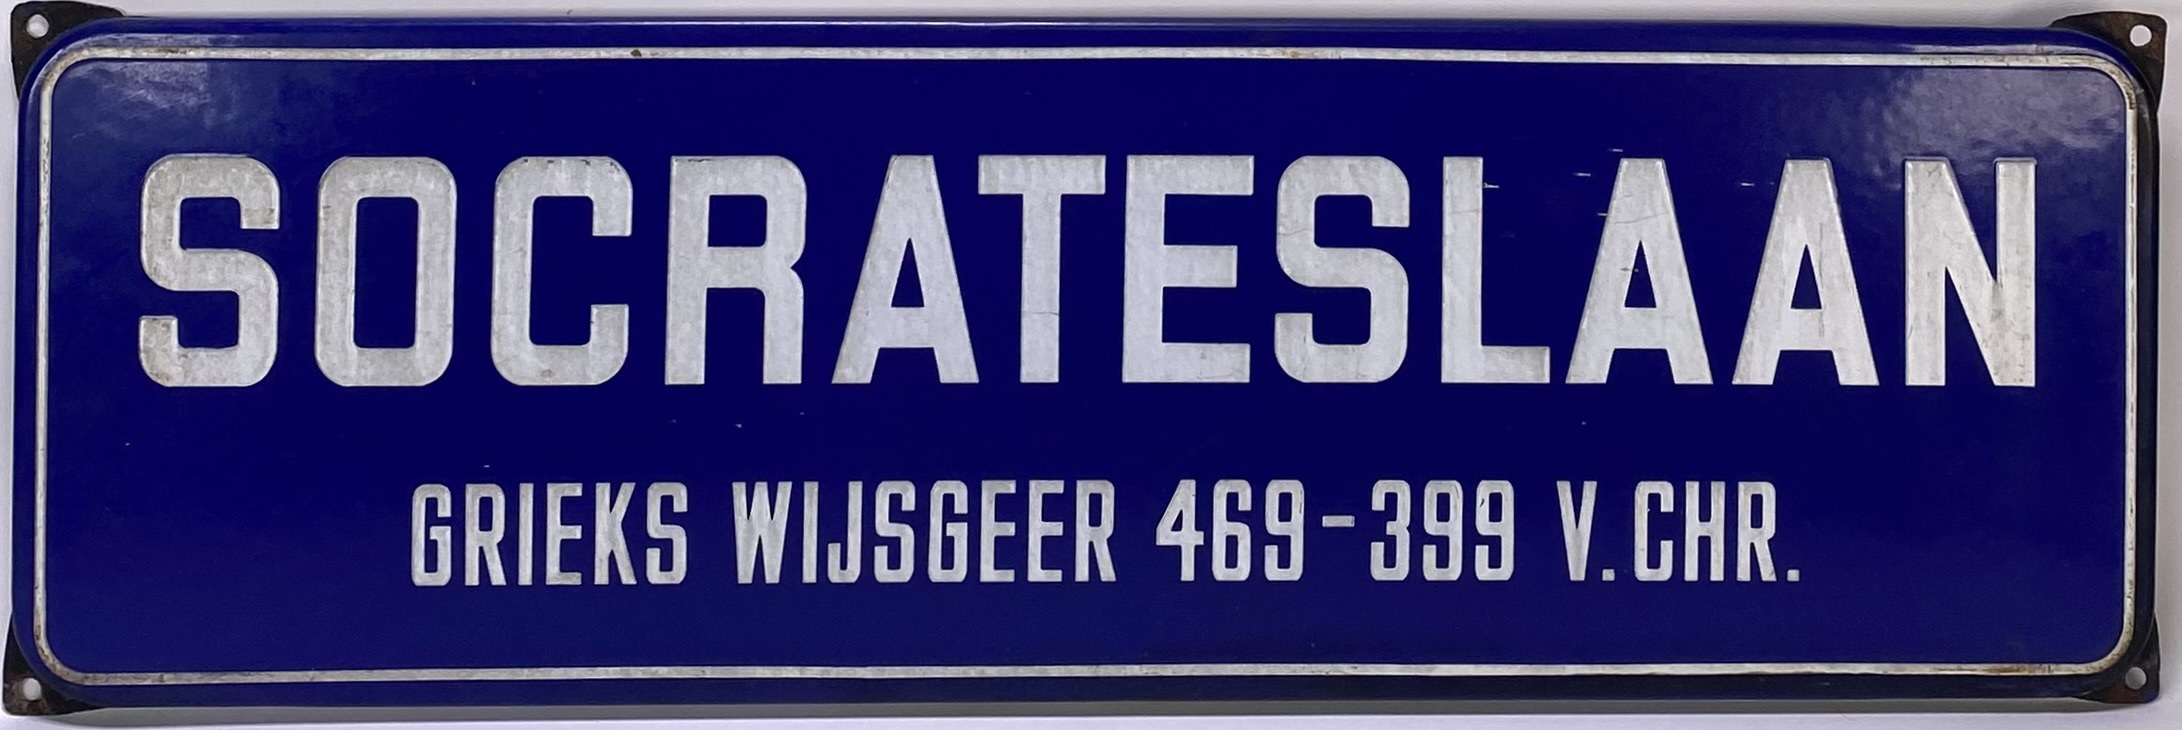 SOCRATESLAAN
GRIEKS WIJSGEER 469-399 V.CHR.